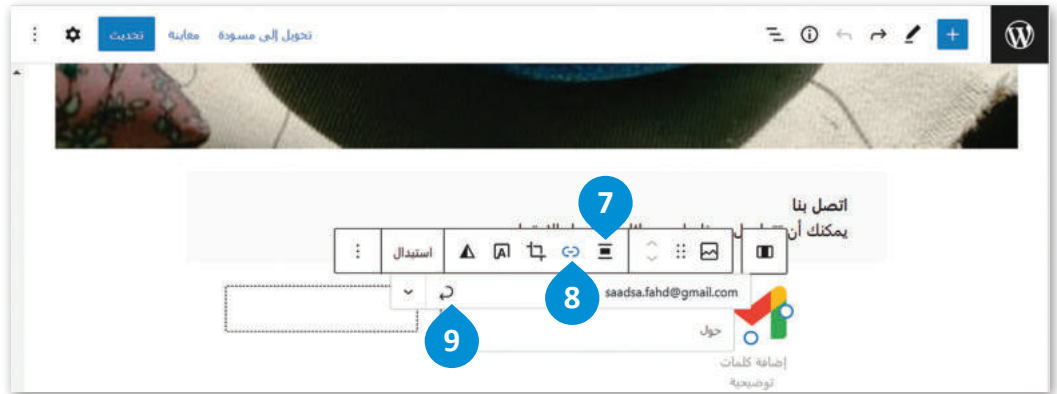 تحويل إلى مسودة معاينة تحديث
اتصل بنا
يمكنك أن
7
استبدال A
8
saadsa.fahd@gmail.com
9
حول
إضافة كلمات
توضيحية